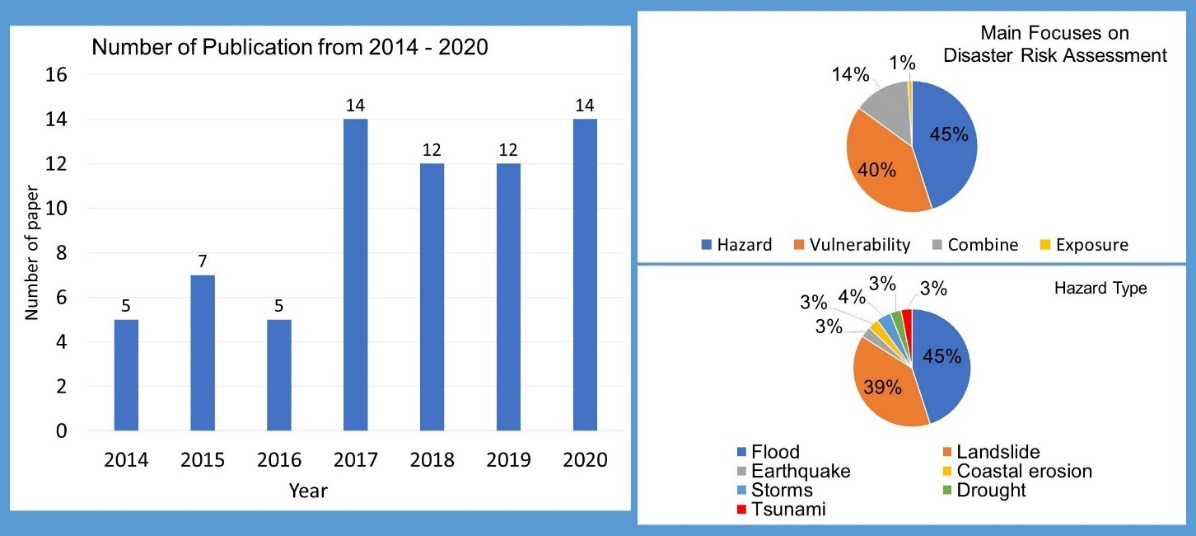 Number of Publication from 2014 - 2020
16
14
12
10
8
6
4
2
0
Number of paper
5
7
5
14
12
12
14
2014 2015 2016 2017 2018 2019 2020
Year
Main Focuses on
Disaster Risk Assessment
14%
1%
45%
40%
Hazard Vulnerability Combine Exposure
Hazard Type
3%
3%
4%
3%
3%
45%
39%
Flood Landslide
Earthquake Coastal erosion
Storms Drought
Tsunami